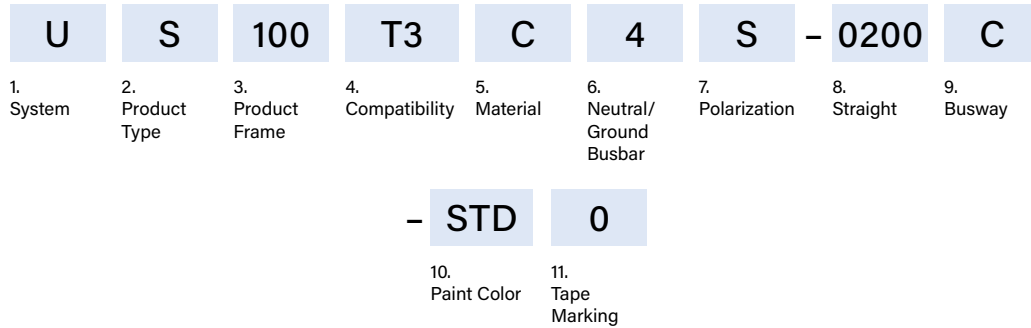 U S 100 T3 C 4 S – 0200 C
1. 2. 3. 4. 5. 6. 7. 8. 9.
System Product Product Compatibility Material Neutral/ Polarization Straight Busway
Type Frame Ground
Busbar
– STD 0
10. 11.
Paint Color Tape
Marking